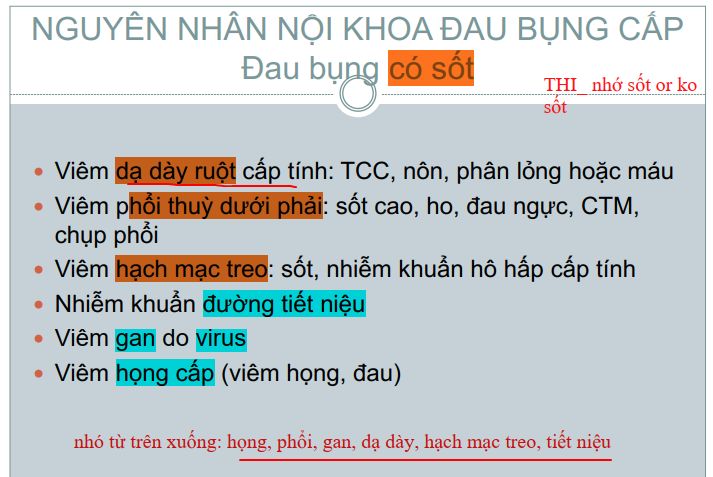 NGUYÊN NHÂN NỘI KHOA ĐAU BỤNG CẤP
Đau bụng có sốt
THI_ nhớ sốt or ko
sốt
• Viêm dạ dày ruột cấp tính: TCC, nôn, phân lỏng hoặc máu
• Viêm phổi thuỳ dưới phải: sốt cao, ho, đau ngực, CTM,
chụp phổi
• Viêm hạch mạc treo: sốt, nhiễm khuẩn hô hấp cấp tính
• Nhiễm khuẩn đường tiết niệu
• Viêm gan do virus
• Viêm họng cấp (viêm họng, đau)
nhó từ trên xuống: họng, phổi, gan, dạ dày, hạch mạc treo, tiết niệu